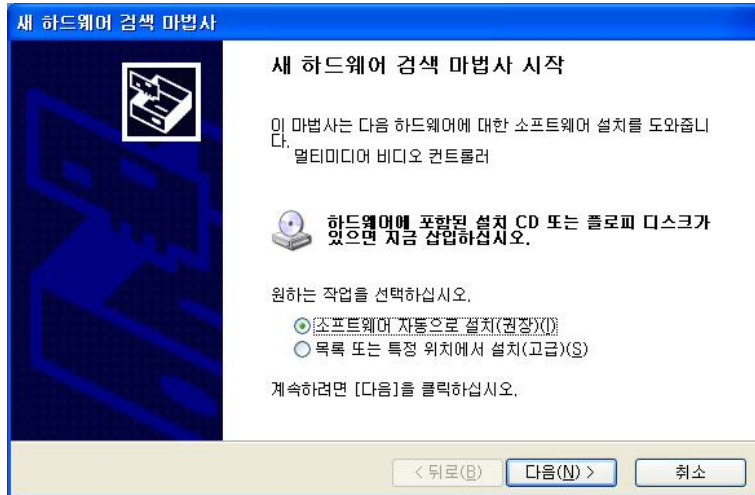 새 하드웨어 검색 마법사
새 하드웨어 검색 마법사 시작
이 마법사는 다음 하드웨어에 대한 소프트웨어 설치를 도와줍니
다.
멀티미디어 비디오 컨트롤러
하드웨어에 포함된 설치 CD 또는 플로피 디스크가
있으면 지금 삽입하십시오.
원하는 작업을 선택하십시오.
소프트웨어 자동으로 설치(권장)(I)
목록 또는 특정 위치에서 설치(고급)(S)
계속하려면 [다음]을 클릭하십시오.
< 뒤로(B) 다음(N) > 취소